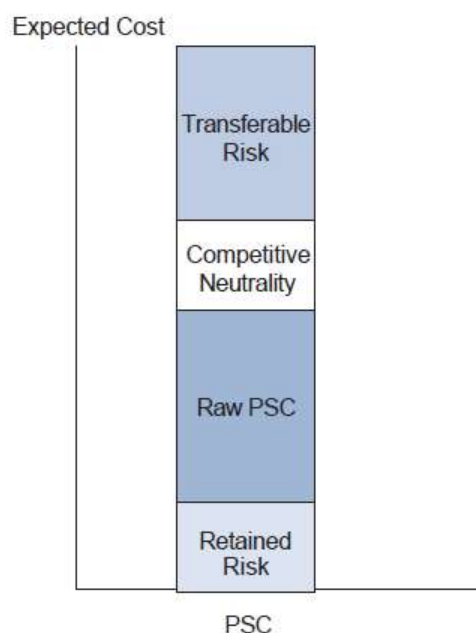 Expected Cost
Transferable
Risk
Competitive
Neutrality
Raw PSC
Retained
Risk
PSC